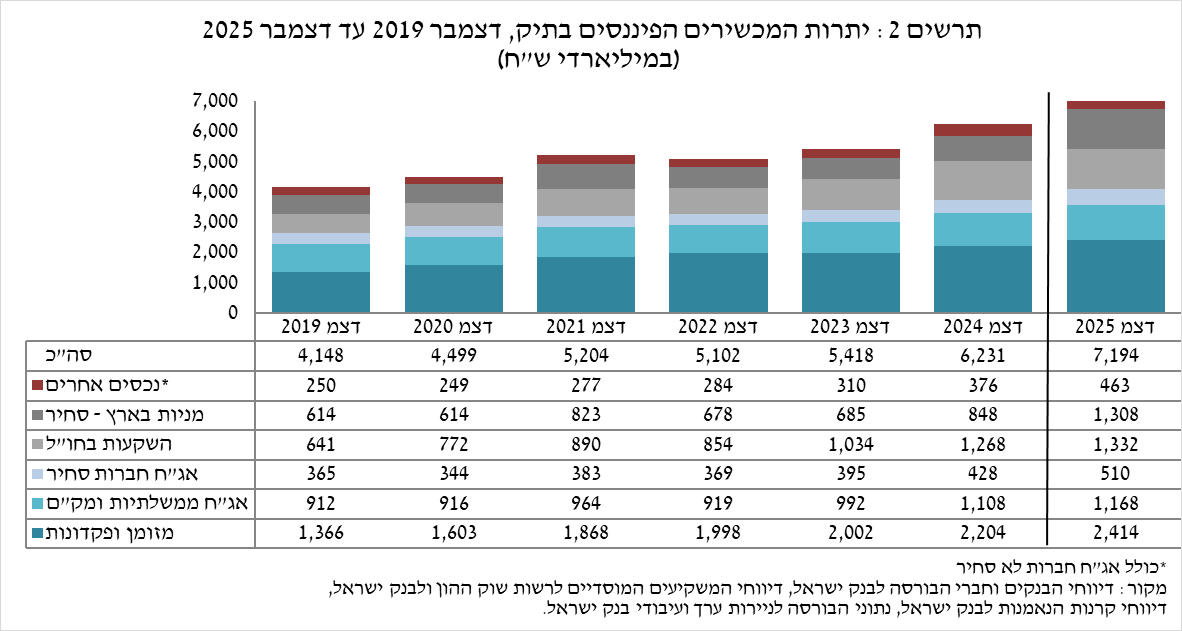 תרשים 2 : יתרות המכשירים הפיננסים בתיק, דצמבר 2019 עד דצמבר 2025
(במיליארדי ש"ח)
7,000
6,000
5,000
4,000
3,000
2,000
1,000
0
דצמ 2019 דצמ 2020 דצמ 2021 דצמ 2022 דצמ 2023 דצמ 2024 דצמ 2025
סה"כ 4,148 4,499 5,204 5,102 5,418 6,231 7,194
נכסים אחרים* 250 249 277 284 310 376 463
מניות בארץ - סחיר 614 614 823 678 685 848 1,308
השקעות בחו"ל 641 772 890 854 1,034 1,268 1,332
אג"ח חברות סחיר 365 344 383 369 395 428 510
אג"ח ממשלתיות ומק"ם 912 916 964 919 992 1,108 1,168
מזומן ופקדונות 1,366 1,603 1,868 1,998 2,002 2,204 2,414
*כולל אג"ח חברות לא סחיר
מקור : דיווחי הבנקים וחברי הבורסה לבנק ישראל, דיווחי המשקיעים המוסדיים לרשות שוק ההון ולבנק ישראל,
דיווחי קרנות הנאמנות לבנק ישראל, נתוני הבורסה לניירות ערך ועיבודי בנק ישראל.